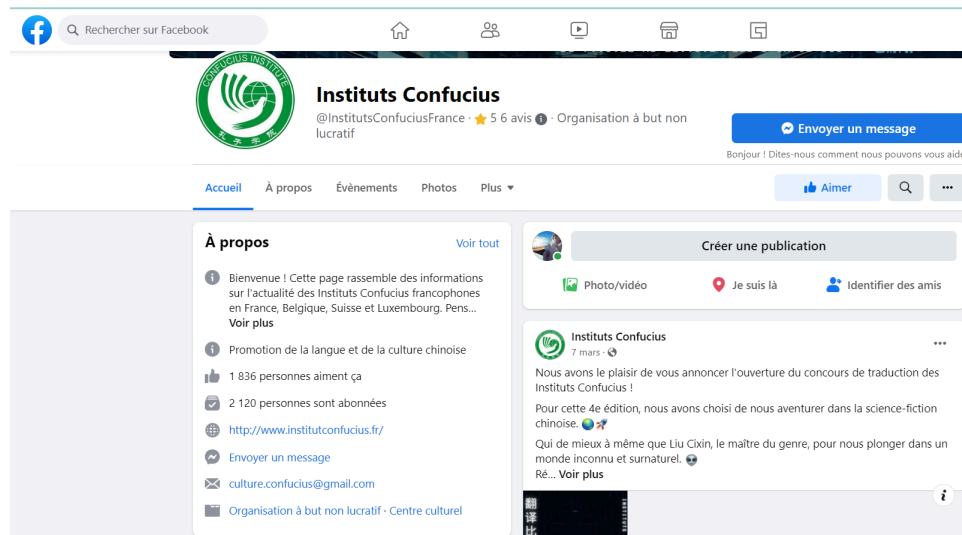 Rechercher sur Facebook
CONFUCIUS INSTITUTE
孔子学院
Instituts Confucius
@InstitutsConfuciusFrance · 5 6 avis · Organisation à but non
lucratif
Envoyer un message
Bonjour ! Dites-nous comment nous pouvons vous aide
Accueil À propos Évènements Photos Plus
Aimer
À propos
Voir tout
Bienvenue ! Cette page rassemble des informations
sur l'actualité des Instituts Confucius francophones
en France, Belgique, Suisse et Luxembourg. Pens...
Voir plus
Promotion de la langue et de la culture chinoise
1 836 personnes aiment ça
2 120 personnes sont abonnées
http://www.institutconfucius.fr/
Envoyer un message
culture.confucius@gmail.com
Organisation à but non lucratif · Centre culturel
Créer une publication
Photo/vidéo Je suis là Identifier des amis
Instituts Confucius
7 mars ·
Nous avons le plaisir de vous annoncer l'ouverture du concours de traduction des
Instituts Confucius !
Pour cette 4e édition, nous avons choisi de nous aventurer dans la science-fiction
chinoise. 🌏🚀
Qui de mieux à même que Liu Cixin, le maître du genre, pour nous plonger dans un
monde inconnu et surnaturel. 👽
Ré... Voir plus
翻译比